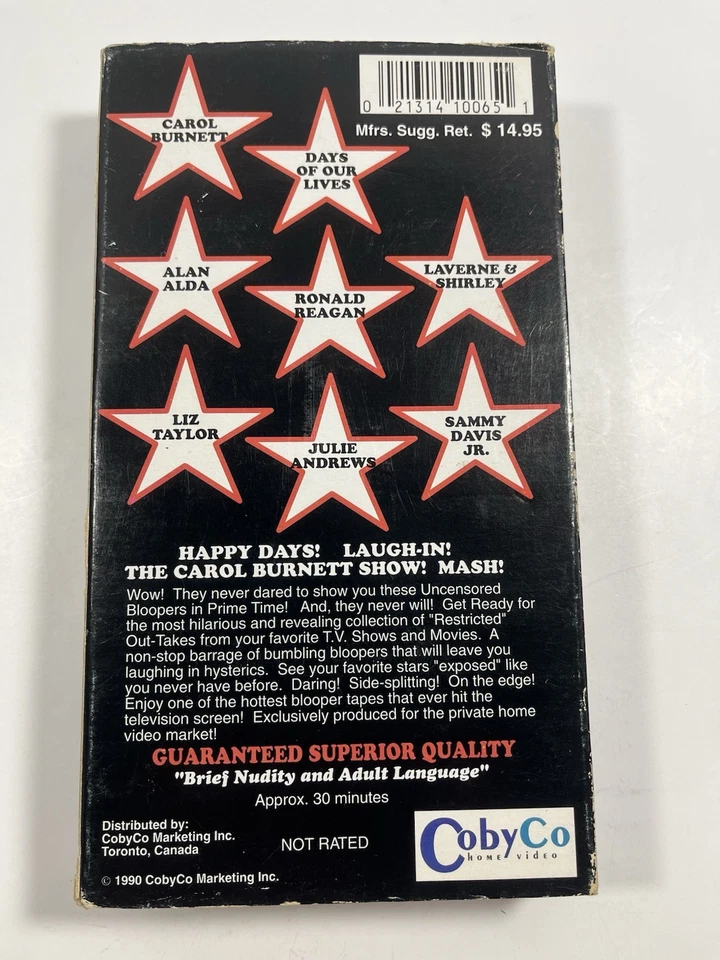 CAROL
BURNETT
0 21314 10065 1
Mfrs. Sugg. Ret. $ 14.95
DAYS
OF OUR
LIVES
ALAN
ALDA
RONALD
REAGAN
LAVERNE &
SHIRLEY
LIZ
TAYLOR
JULIE
ANDREWS
SAMMY
DAVIS
JR.
HAPPY DAYS! LAUGH-IN!
THE CAROL BURNETT SHOW! MASH!
Wow! They never dared to show you these Uncensored
Bloopers in Prime Time! And, they never will! Get Ready for
the most hilarious and revealing collection of "Restricted"
Out-Takes from your favorite T.V. Shows and Movies. A
non-stop barrage of bumbling bloopers that will leave you
laughing in hysterics. See your favorite stars "exposed" like
you never have before. Daring! Side-splitting! On the edge!
Enjoy one of the hottest blooper tapes that ever hit the
television screen! Exclusively produced for the private home
video market!
GUARANTEED SUPERIOR QUALITY
"Brief Nudity and Adult Language"
Approx. 30 minutes
Distributed by:
CobyCo Marketing Inc.
Toronto, Canada
NOT RATED
CobyCo
HOME video
© 1990 CobyCo Marketing Inc.